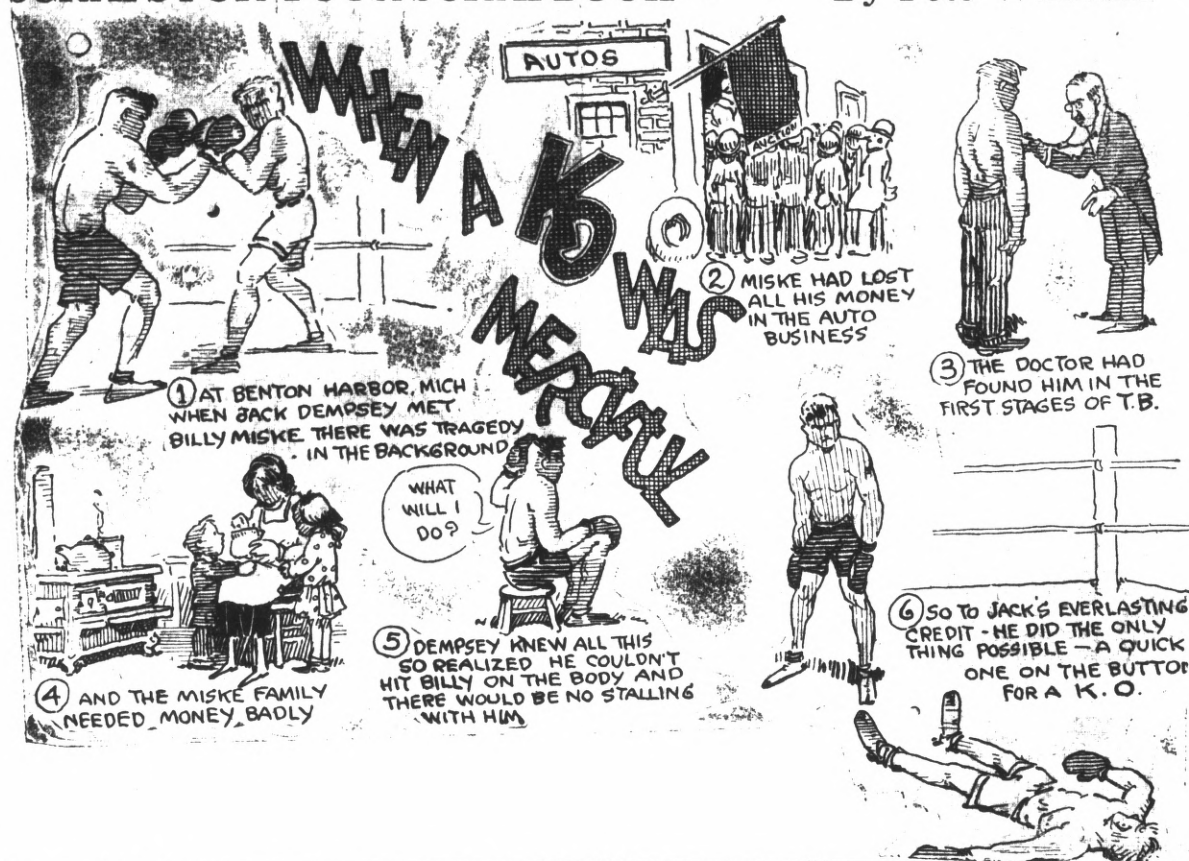 WHEN A KO WAS MERCIFUL
AUTOS
AUCTION
① AT BENTON HARBOR, MICH
WHEN JACK DEMPSEY MET
BILLY MISKE THERE WAS TRAGEDY
IN THE BACKGROUND
② MISKE HAD LOST
ALL HIS MONEY
IN THE AUTO
BUSINESS
③ THE DOCTOR HAD
FOUND HIM IN THE
FIRST STAGES OF T.B.
④ AND THE MISKE FAMILY
NEEDED MONEY BADLY
WHAT
WILL I
DO?
⑤ DEMPSEY KNEW ALL THIS
SO REALIZED HE COULDN'T
HIT BILLY ON THE BODY AND
THERE WOULD BE NO STALLING
WITH HIM
⑥ SO TO JACK'S EVERLASTING
CREDIT - HE DID THE ONLY
THING POSSIBLE - A QUICK
ONE ON THE BUTTON
FOR A K.O.